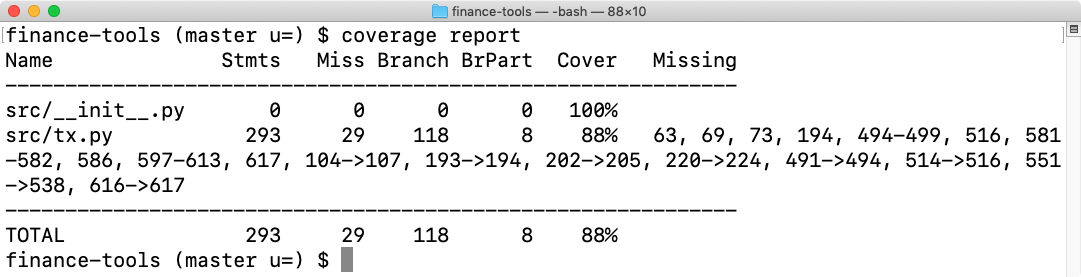 finance-tools — -bash — 88×10
[finance-tools (master u=) $ coverage report ]
Name               Stmts   Miss Branch BrPart  Cover   Missing
--------------------------------------------------------------
src/__init__.py        0      0      0      0   100%
src/tx.py            293     29    118      8    88%   63, 69, 73, 194, 494-499, 516, 581
-582, 586, 597-613, 617, 104->107, 193->194, 202->205, 220->224, 491->494, 514->516, 551
->538, 616->617
--------------------------------------------------------------
TOTAL                293     29    118      8    88%
finance-tools (master u=) $